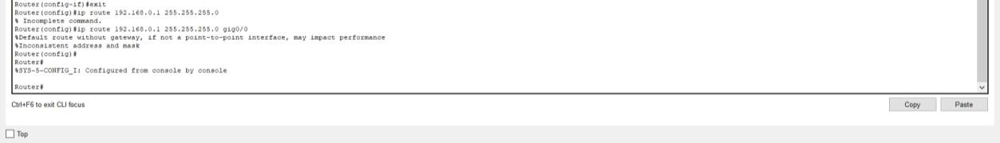 Router(config-if)#exit
Router(config)#ip route 192.168.0.1 255.255.255.0
% Incomplete command.
Router(config)#ip route 192.168.0.1 255.255.255.0 gig0/0
%Default route without gateway, if not a point-to-point interface, may impact performance
%Inconsistent address and mask
Router(config)#
Router#
%SYS-5-CONFIG_I: Configured from console by console
Router#
Ctrl+F6 to exit CLI focus
Copy
Paste
Top